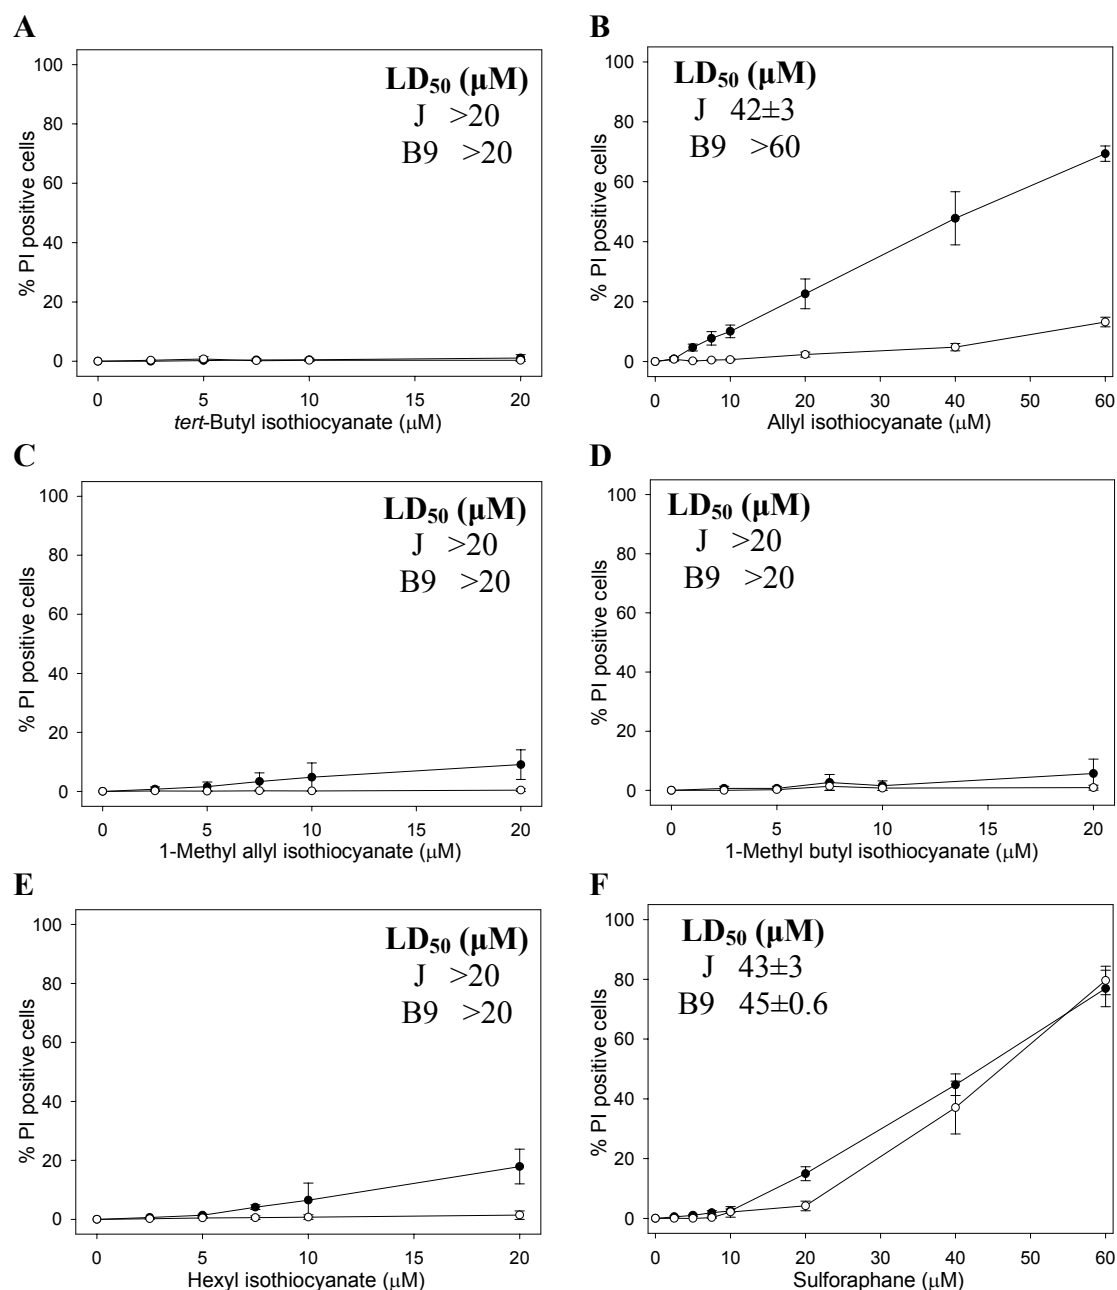 A
LD50 (μM)
J >20
B9 >20
% PI positive cells
100
80
60
40
20
0
0 5 10 15 20
tert-Butyl isothiocyanate (μM)
B
LD50 (μM)
J 42±3
B9 >60
% PI positive cells
100
80
60
40
20
0
0 10 20 30 40 50 60
Allyl isothiocyanate (μM)
C
LD50 (μM)
J >20
B9 >20
% PI positive cells
100
80
60
40
20
0
0 5 10 15 20
1-Methyl allyl isothiocyanate (μM)
D
LD50 (μM)
J >20
B9 >20
% PI positive cells
100
80
60
40
20
0
0 5 10 15 20
1-Methyl butyl isothiocyanate (μM)
E
LD50 (μM)
J >20
B9 >20
% PI positive cells
100
80
60
40
20
0
0 5 10 15 20
Hexyl isothiocyanate (μM)
F
LD50 (μM)
J 43±3
B9 45±0.6
% PI positive cells
100
80
60
40
20
0
0 10 20 30 40 50 60
Sulforaphane (μM)